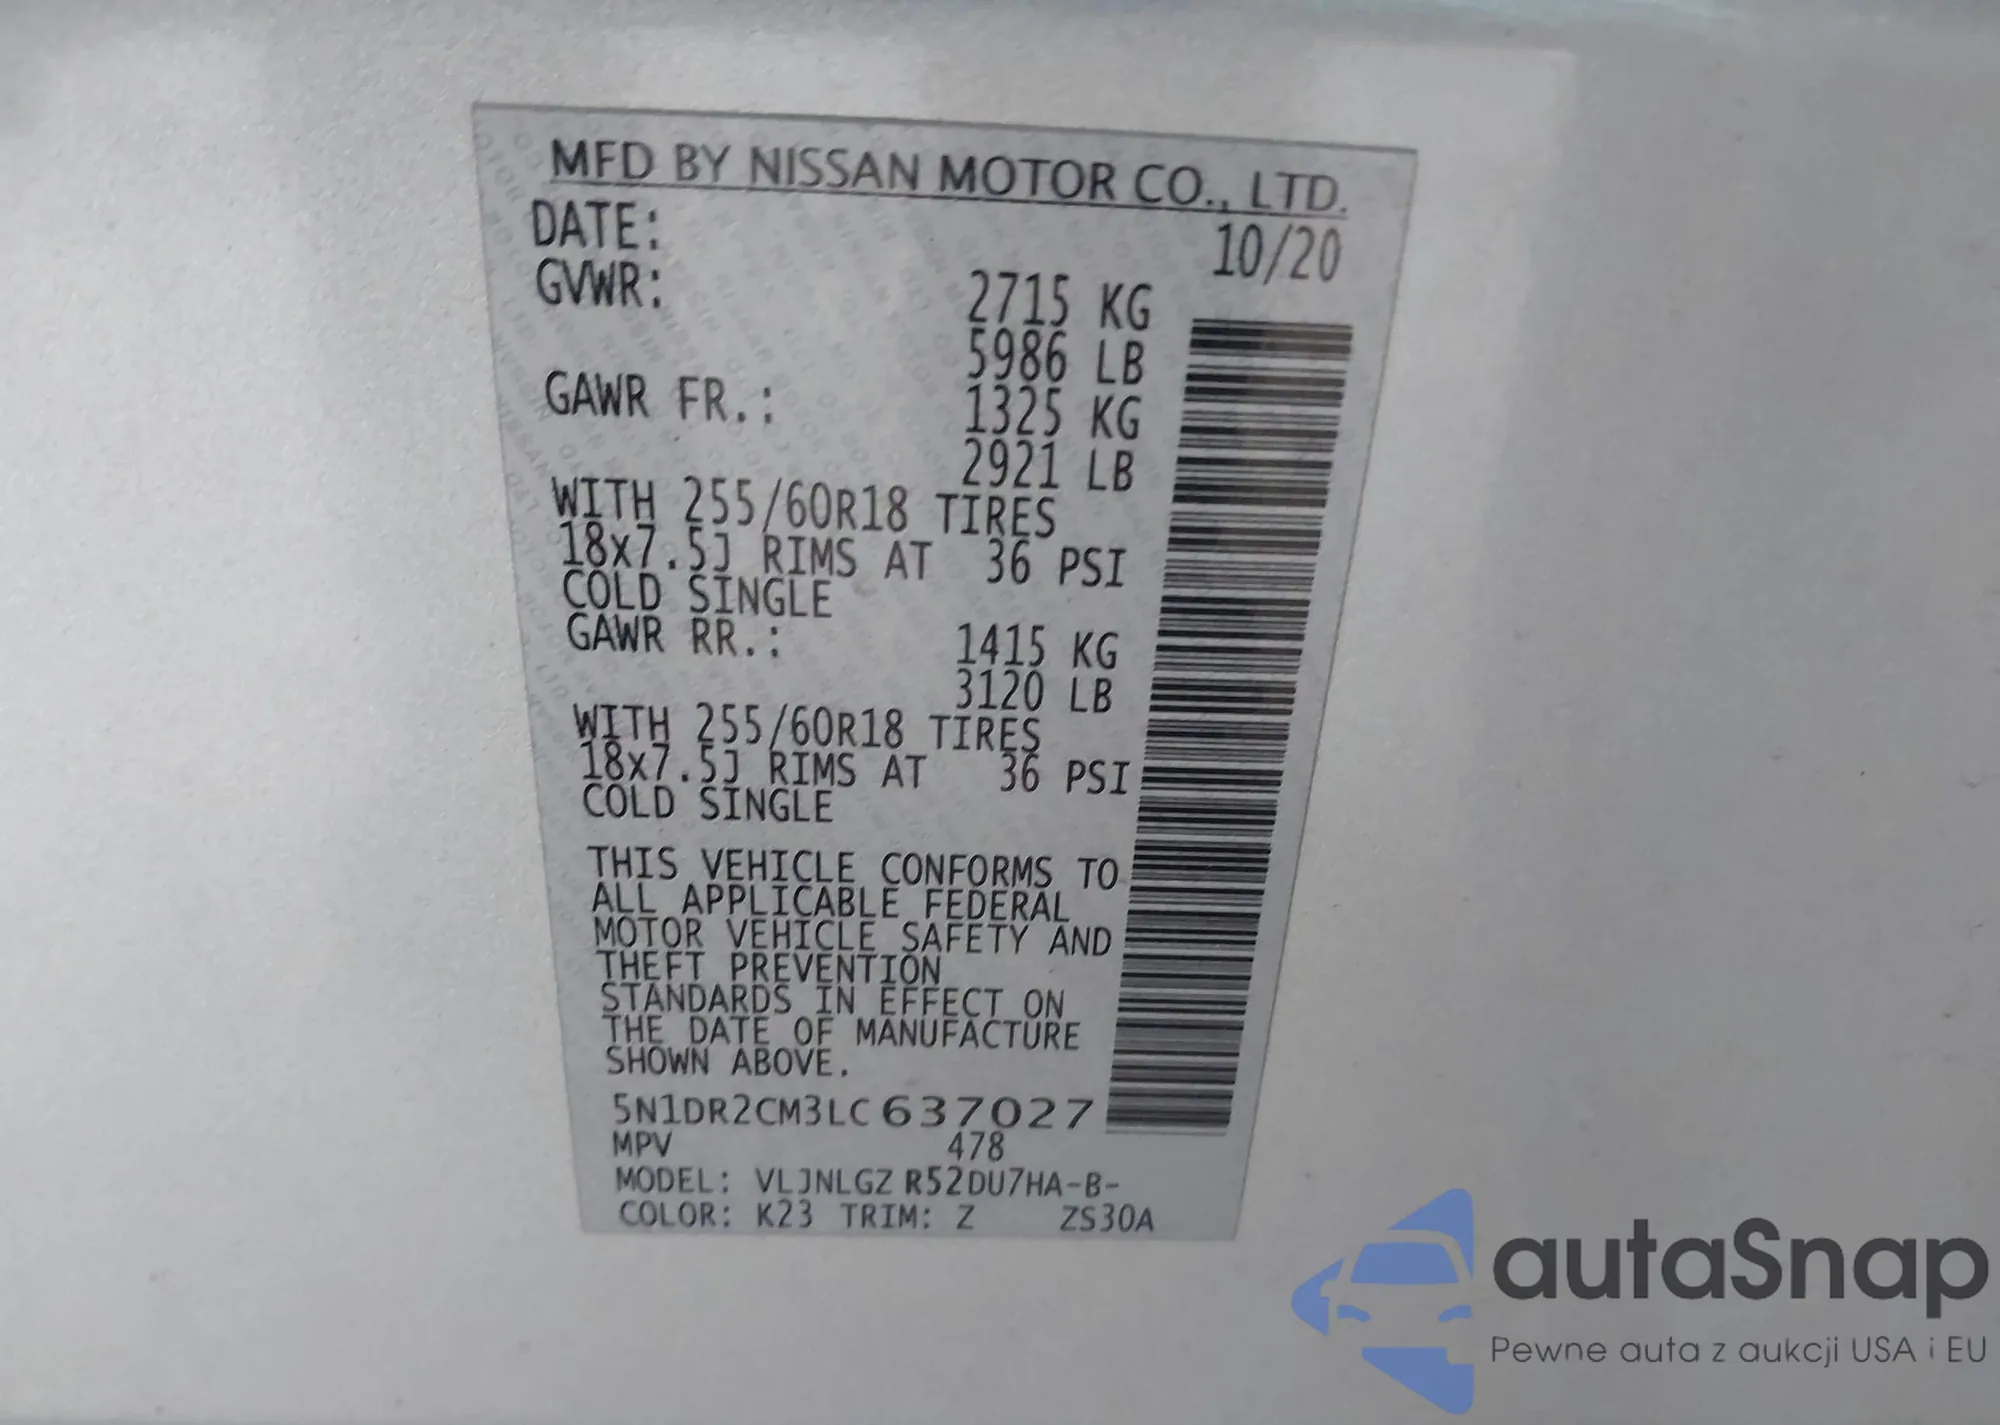 MFD BY NISSAN MOTOR CO., LTD.
DATE: 10/20
GVWR: 2715 KG
5986 LB
GAWR FR.: 1325 KG
2921 LB
WITH 255/60R18 TIRES
18x7.5J RIMS AT 36 PSI
COLD SINGLE
GAWR RR.: 1415 KG
3120 LB
WITH 255/60R18 TIRES
18x7.5J RIMS AT 36 PSI
COLD SINGLE
THIS VEHICLE CONFORMS TO
ALL APPLICABLE FEDERAL
MOTOR VEHICLE SAFETY AND
THEFT PREVENTION
STANDARDS IN EFFECT ON
THE DATE OF MANUFACTURE
SHOWN ABOVE.
5N1DR2CM3LC637027
MPV 478
MODEL: VLJNLGZ R52DU7HA-B-
COLOR: K23 TRIM: Z ZS30A
autaSnap
Pewne auta z aukcji USA i EU